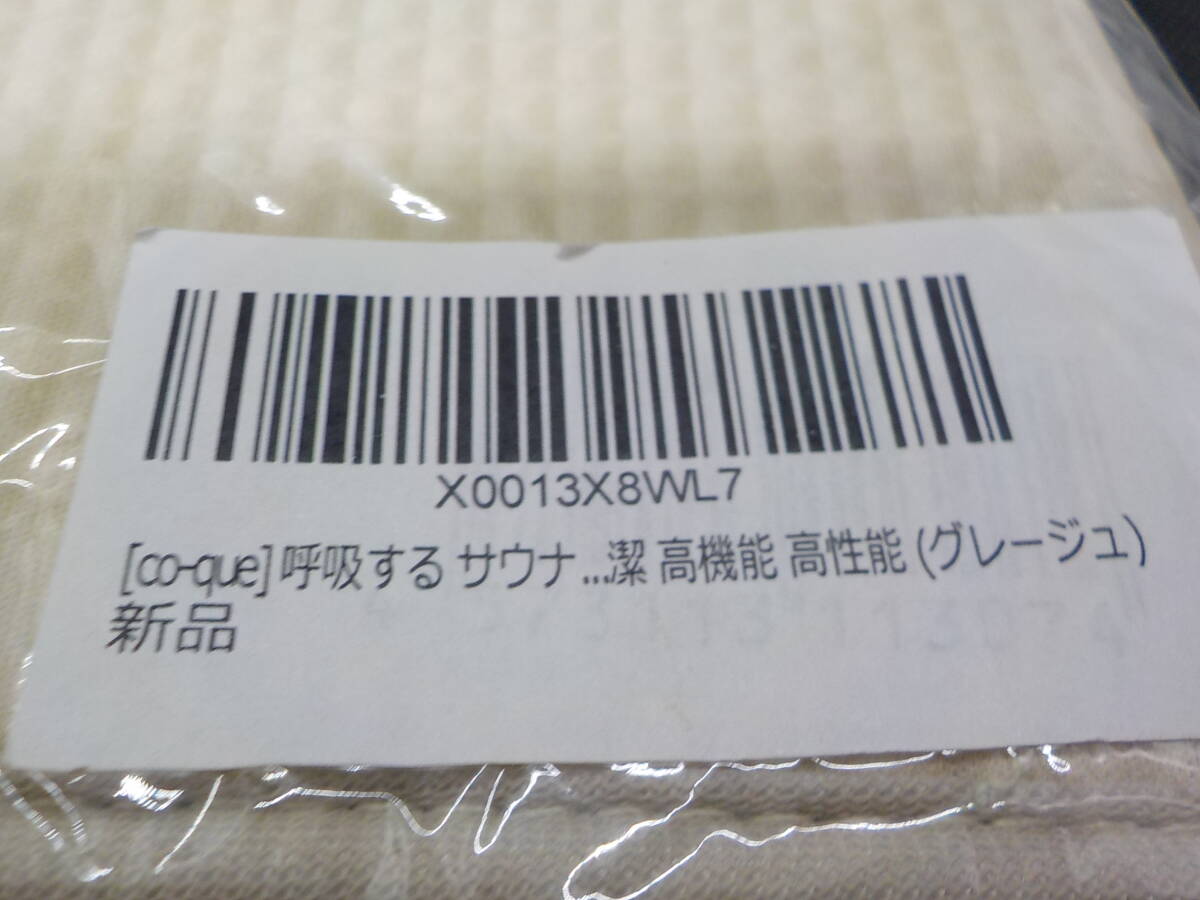 X0013X8WL7
[co-que] 呼吸する サウナ ...潔 高機能 高性能 (グレージュ)
新品